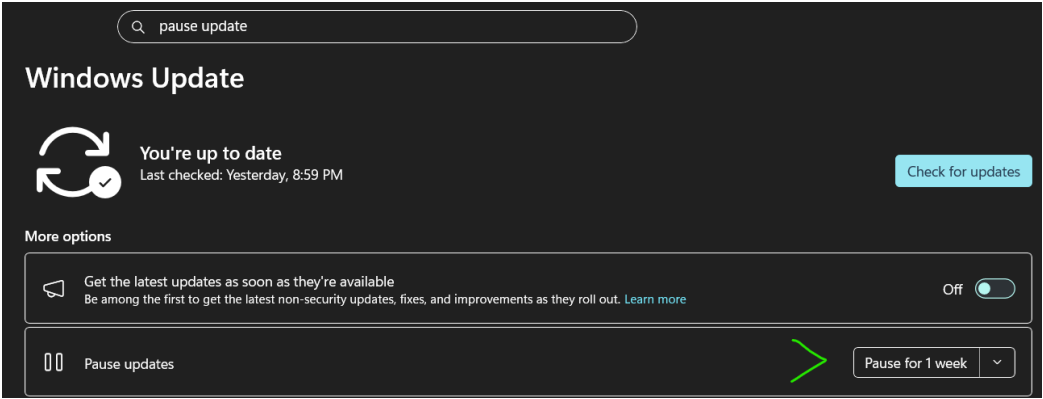 pause update
Windows Update
You're up to date
Last checked: Yesterday, 8:59 PM
Check for updates
More options
Get the latest updates as soon as they're available
Be among the first to get the latest non-security updates, fixes, and improvements as they roll out. Learn more
Off
Pause updates
Pause for 1 week